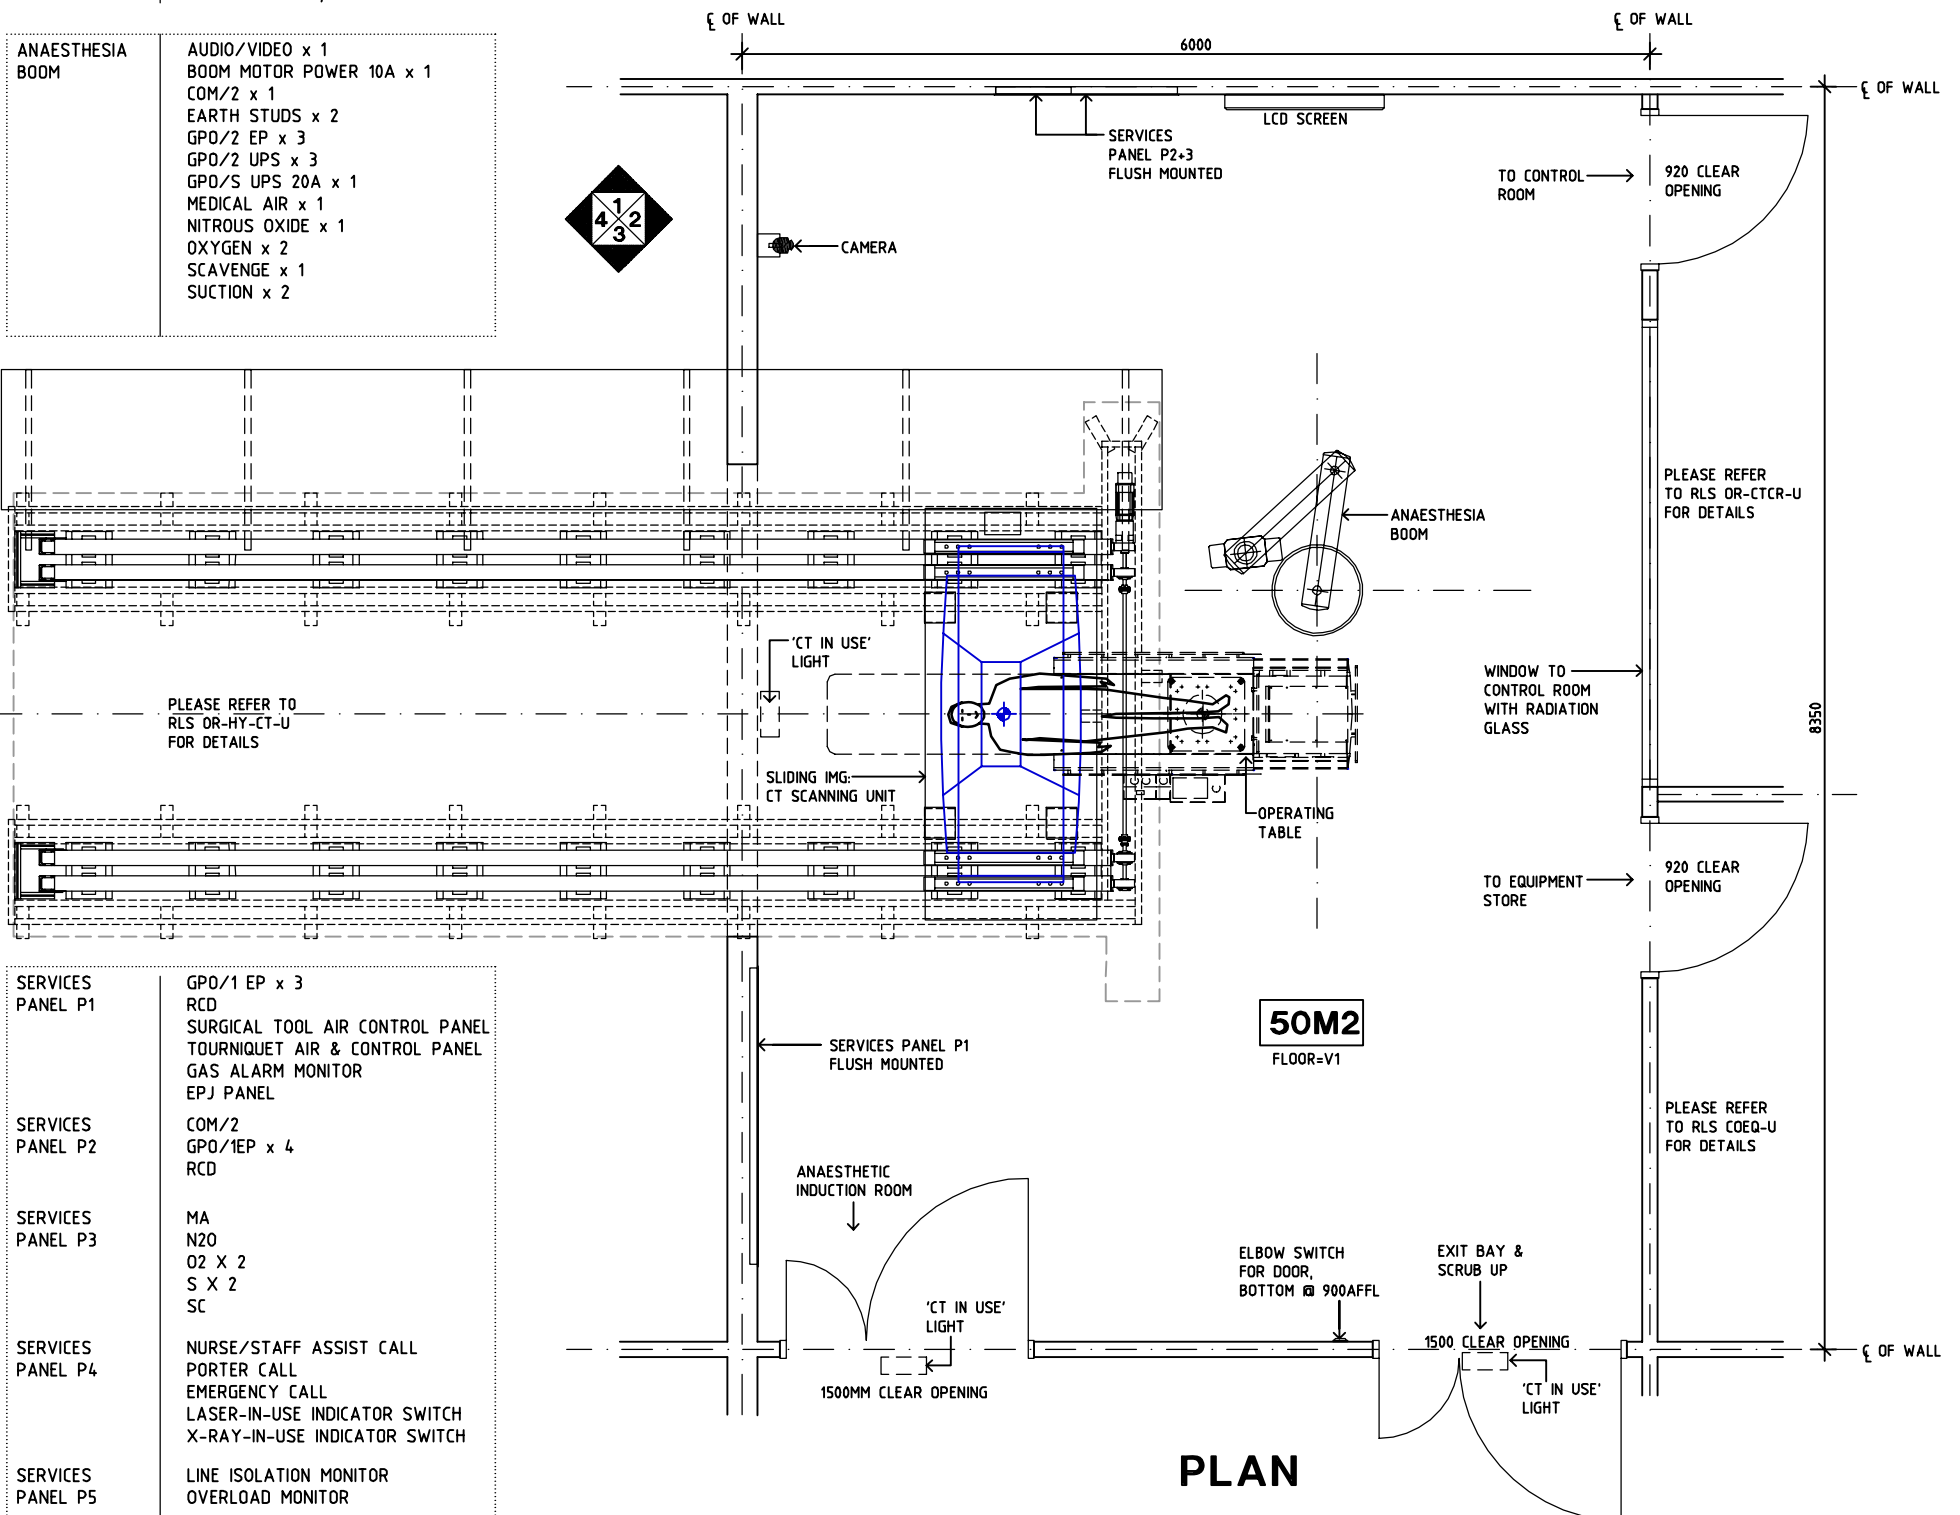 ℄ OF WALL
℄ OF WALL
6000
ANAESTHESIA
BOOM
AUDIO/VIDEO x 1
BOOM MOTOR POWER 10A x 1
COM/2 x 1
EARTH STUDS x 2
GPO/2 EP x 3
GPO/2 UPS x 3
GPO/S UPS 20A x 1
MEDICAL AIR x 1
NITROUS OXIDE x 1
OXYGEN x 2
SCAVENGE x 1
SUCTION x 2
1
4 2
3
℄ OF WALL
LCD SCREEN
SERVICES
PANEL P2+3
FLUSH MOUNTED
TO CONTROL
ROOM
920 CLEAR
OPENING
CAMERA
ANAESTHESIA
BOOM
PLEASE REFER
TO RLS OR-CTCR-U
FOR DETAILS
'CT IN USE'
LIGHT
PLEASE REFER TO
RLS OR-HY-CT-U
FOR DETAILS
WINDOW TO
CONTROL ROOM
WITH RADIATION
GLASS
8350
SLIDING IMG:
CT SCANNING UNIT
OPERATING
TABLE
TO EQUIPMENT
STORE
920 CLEAR
OPENING
SERVICES
PANEL P1
GPO/1 EP x 3
RCD
SURGICAL TOOL AIR CONTROL PANEL
TOURNIQUET AIR & CONTROL PANEL
GAS ALARM MONITOR
EPJ PANEL
SERVICES
PANEL P2
COM/2
GPO/1EP x 4
RCD
SERVICES
PANEL P3
MA
N2O
O2 X 2
S X 2
SC
SERVICES
PANEL P4
NURSE/STAFF ASSIST CALL
PORTER CALL
EMERGENCY CALL
LASER-IN-USE INDICATOR SWITCH
X-RAY-IN-USE INDICATOR SWITCH
SERVICES
PANEL P5
LINE ISOLATION MONITOR
OVERLOAD MONITOR
SERVICES PANEL P1
FLUSH MOUNTED
50M2
FLOOR=V1
PLEASE REFER
TO RLS COEQ-U
FOR DETAILS
ANAESTHETIC
INDUCTION ROOM
ELBOW SWITCH
FOR DOOR,
BOTTOM @ 900AFFL
EXIT BAY &
SCRUB UP
'CT IN USE'
LIGHT
1500 CLEAR OPENING
℄ OF WALL
1500MM CLEAR OPENING
'CT IN USE'
LIGHT
PLAN